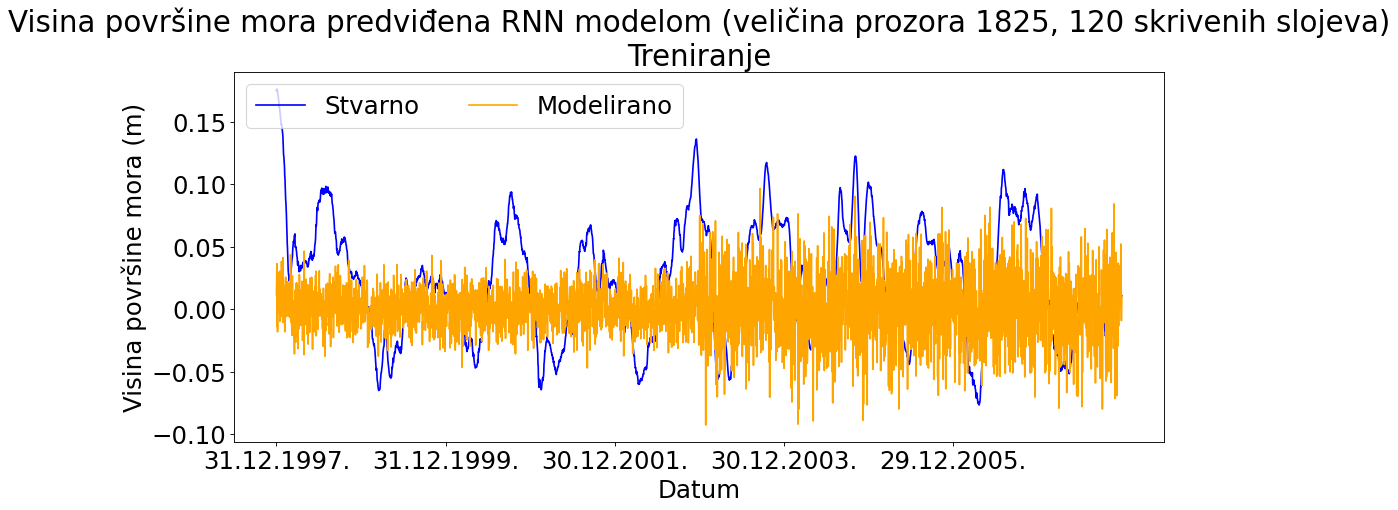 Visina površine mora predviđena RNN modelom (veličina prozora 1825, 120 skrivenih slojeva)
Treniranje
Stvarno Modelirano
Visina površine mora (m)
0.15
0.10
0.05
0.00
−0.05
−0.10
31.12.1997. 31.12.1999. 30.12.2001. 30.12.2003. 29.12.2005.
Datum